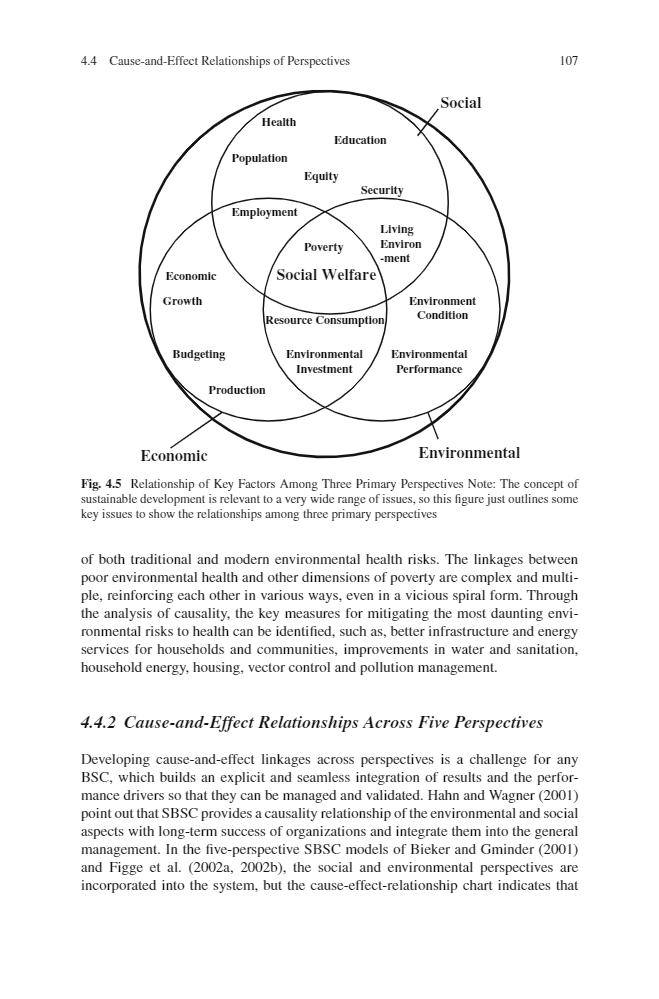 4.4 Cause-and-Effect Relationships of Perspectives 107
Social
Health
Education
Population
Equity
Security
Employment
Living
Environ
-ment
Poverty
Social Welfare
Economic
Growth
Environment
Condition
Resource Consumption
Budgeting
Environmental
Investment
Environmental
Performance
Production
Economic
Environmental
Fig. 4.5 Relationship of Key Factors Among Three Primary Perspectives Note: The concept of
sustainable development is relevant to a very wide range of issues, so this figure just outlines some
key issues to show the relationships among three primary perspectives
of both traditional and modern environmental health risks. The linkages between
poor environmental health and other dimensions of poverty are complex and multi-
ple, reinforcing each other in various ways, even in a vicious spiral form. Through
the analysis of causality, the key measures for mitigating the most daunting envi-
ronmental risks to health can be identified, such as, better infrastructure and energy
services for households and communities, improvements in water and sanitation,
household energy, housing, vector control and pollution management.
4.4.2 Cause-and-Effect Relationships Across Five Perspectives
Developing cause-and-effect linkages across perspectives is a challenge for any
BSC, which builds an explicit and seamless integration of results and the perfor-
mance drivers so that they can be managed and validated. Hahn and Wagner (2001)
point out that SBSC provides a causality relationship of the environmental and social
aspects with long-term success of organizations and integrate them into the general
management. In the five-perspective SBSC models of Bieker and Gminder (2001)
and Figge et al. (2002a, 2002b), the social and environmental perspectives are
incorporated into the system, but the cause-effect-relationship chart indicates that